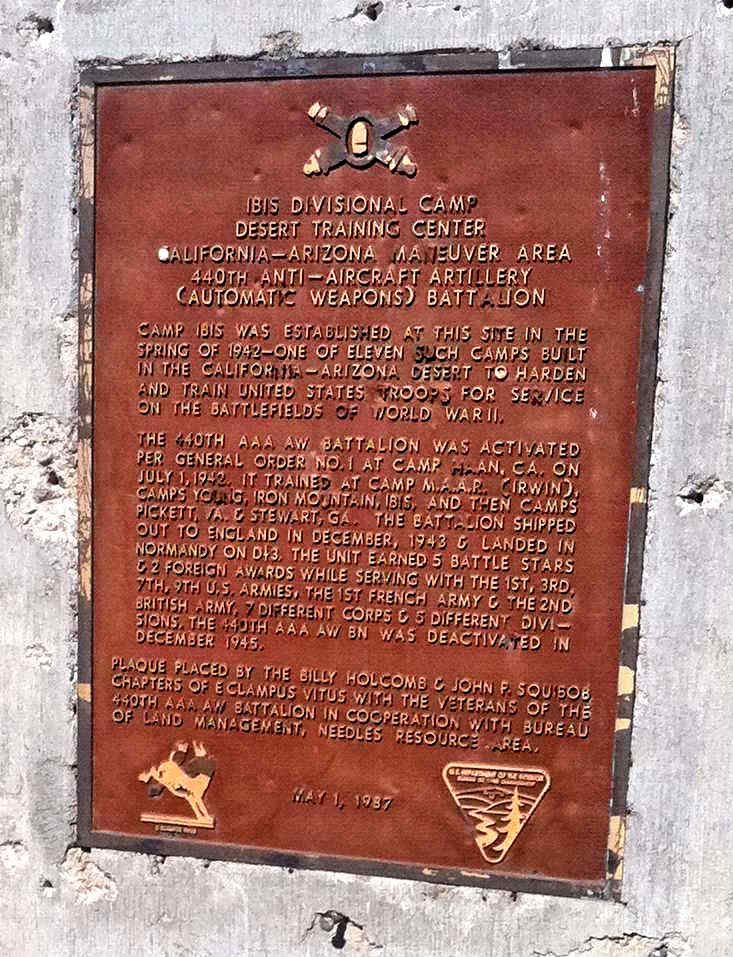 IBIS DIVISIONAL CAMP
DESERT TRAINING CENTER
CALIFORNIA—ARIZONA MANEUVER AREA
440TH ANTI—AIRCRAFT ARTILLERY
(AUTOMATIC WEAPONS) BATTALION
CAMP IBIS WAS ESTABLISHED AT THIS SITE IN THE
SPRING OF 1942—ONE OF ELEVEN SUCH CAMPS BUILT
IN THE CALIFORNIA—ARIZONA DESERT TO HARDEN
AND TRAIN UNITED STATES TROOPS FOR SERVICE
ON THE BATTLEFIELDS OF WORLD WAR II.
THE 440TH AAA AW BATTALION WAS ACTIVATED
PER GENERAL ORDER NO. 1 AT CAMP HAAN, CA. ON
JULY 1, 1942. IT TRAINED AT CAMP M.A.A.R. (IRWIN),
CAMPS YOUNG, IRON MOUNTAIN, IBIS, AND THEN CAMPS
PICKETT, VA. & STEWART, GA. THE BATTALION SHIPPED
OUT TO ENGLAND IN DECEMBER, 1943 & LANDED IN
NORMANDY ON D+3. THE UNIT EARNED 5 BATTLE STARS
& 2 FOREIGN AWARDS WHILE SERVING WITH THE 1ST, 3RD,
7TH, 9TH U.S. ARMIES, THE 1ST FRENCH ARMY & THE 2ND
BRITISH ARMY, 7 DIFFERENT CORPS & 5 DIFFERENT DIVI—
SIONS. THE 440TH AAA AW BN WAS DEACTIVATED IN
DECEMBER 1945.
PLAQUE PLACED BY THE BILLY HOLCOMB & JOHN P. SQUIBOB
CHAPTERS OF E CLAMPUS VITUS WITH THE VETERANS OF THE
440TH AAA AW BATTALION IN COOPERATION WITH BUREAU
OF LAND MANAGEMENT, NEEDLES RESOURCE AREA.
MAY 1, 1987
U.S. DEPARTMENT OF THE INTERIOR
BUREAU OF LAND MANAGEMENT